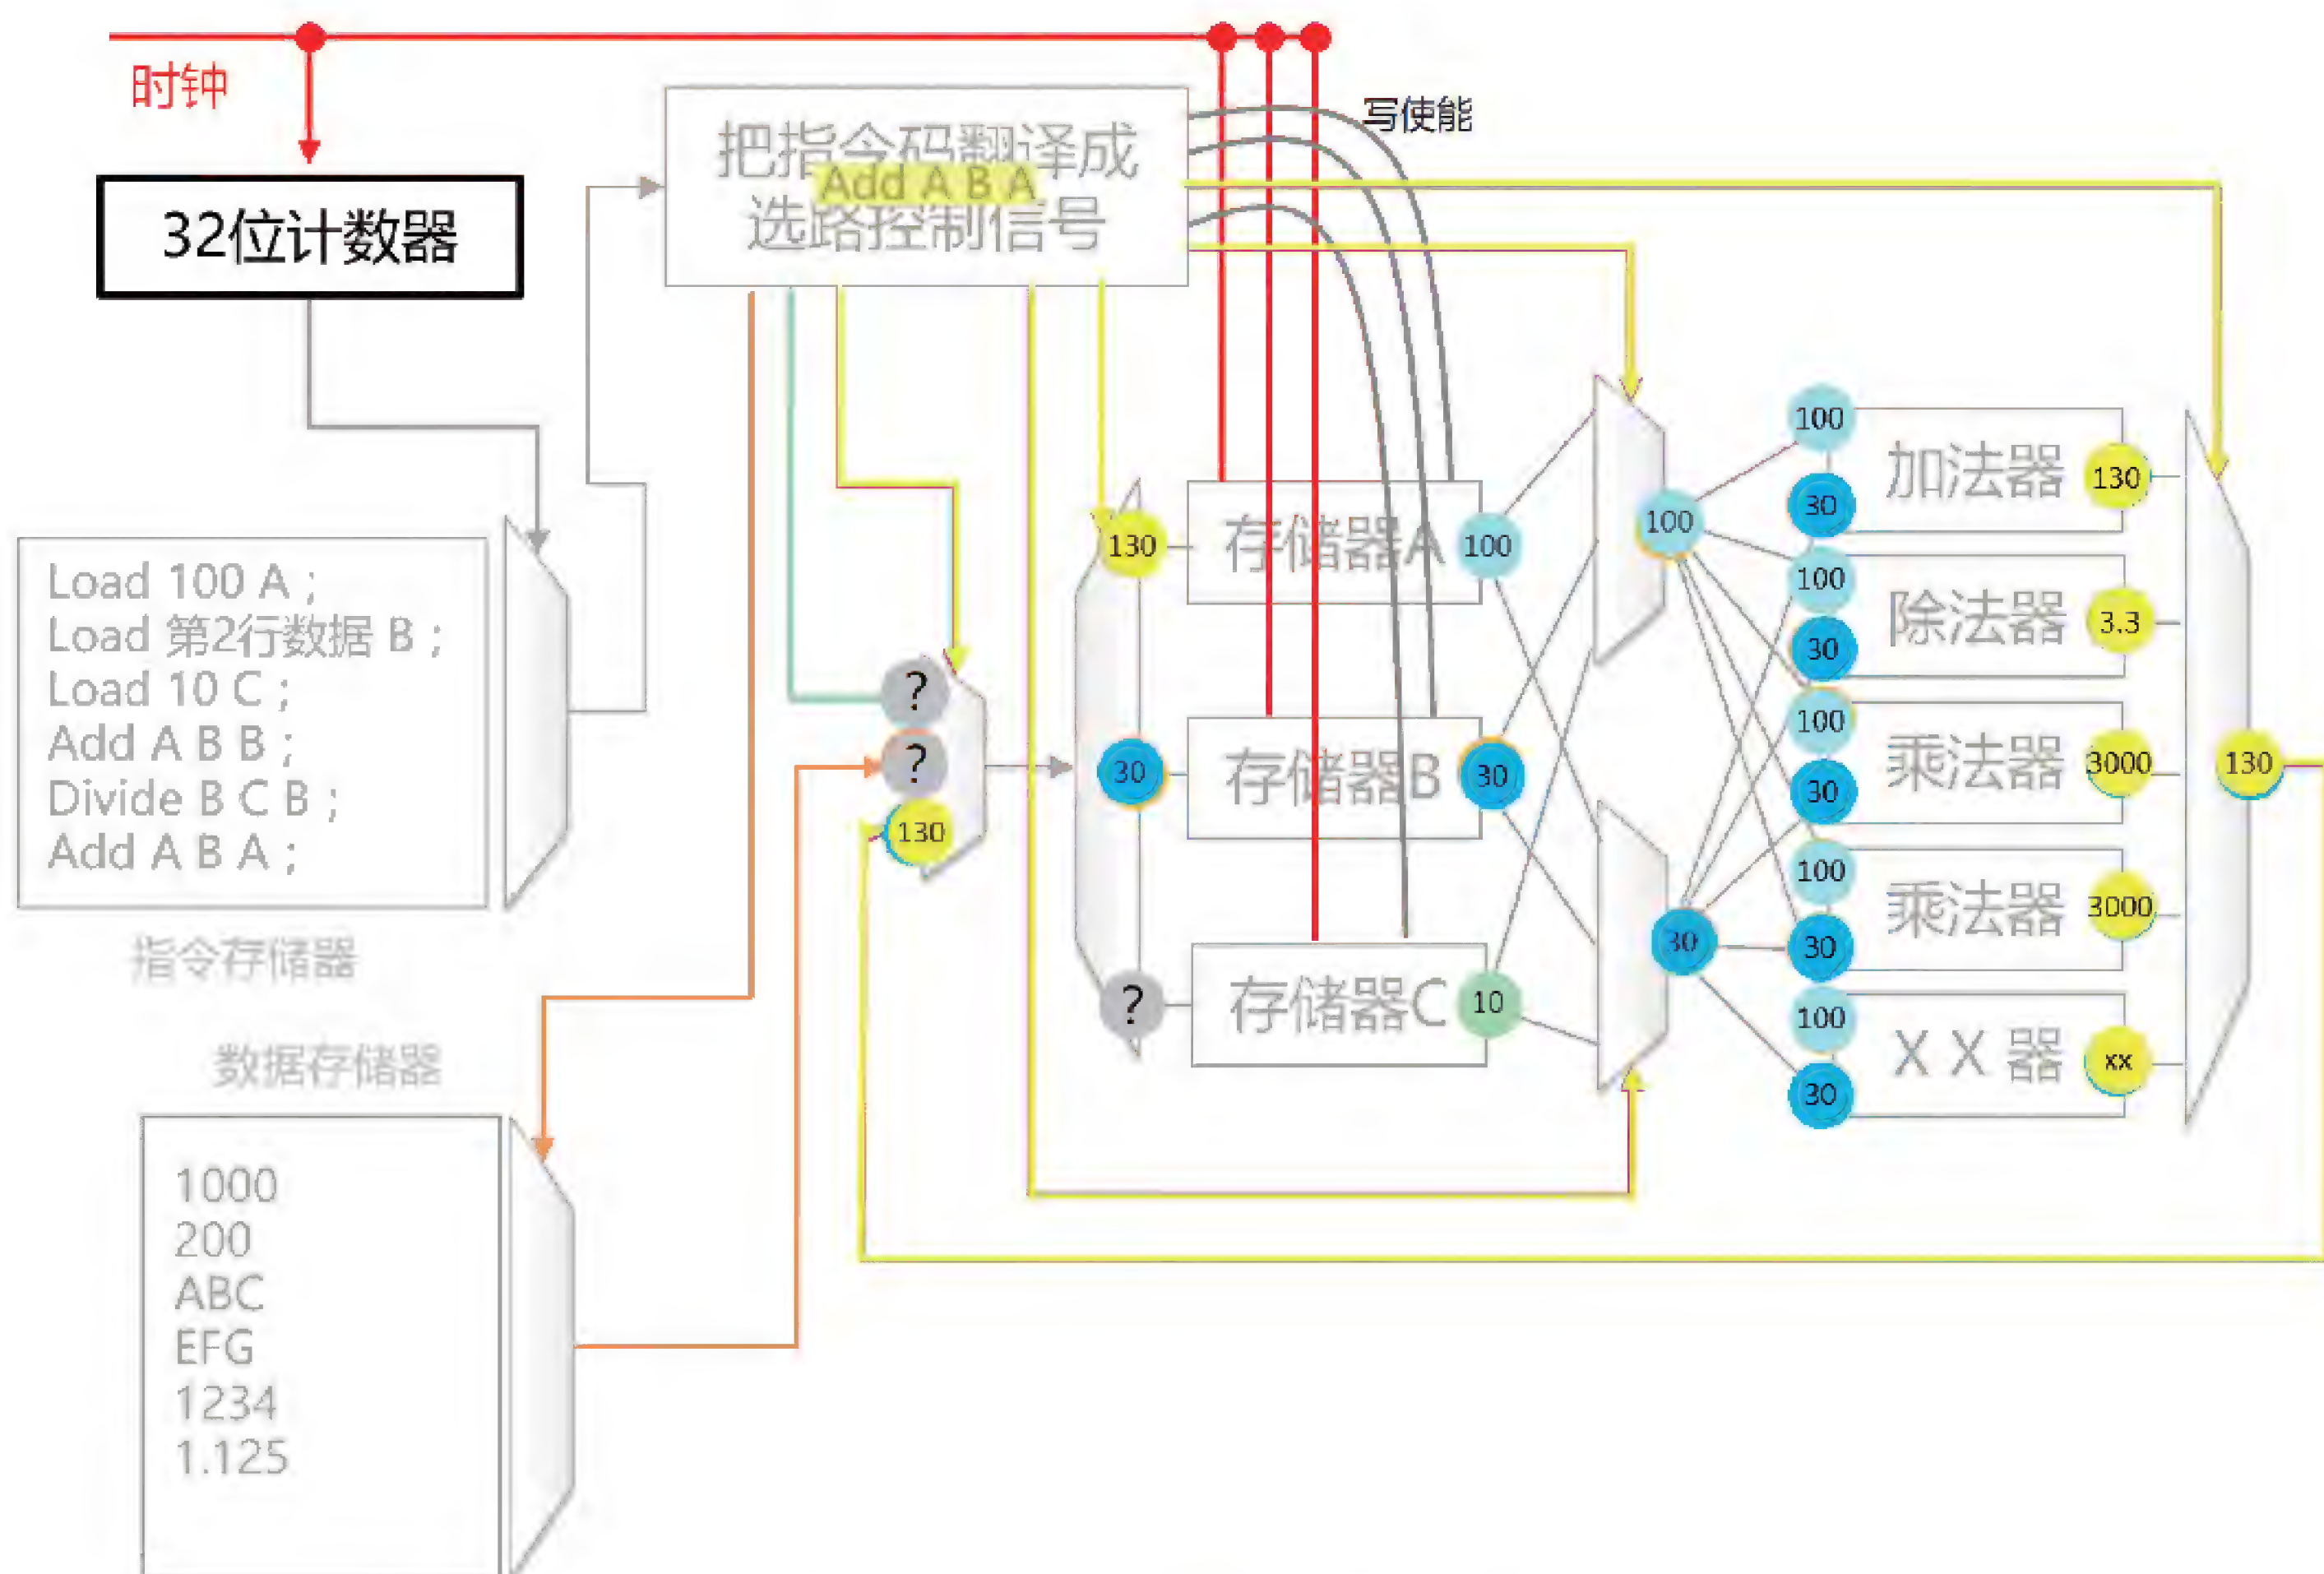 时钟
写使能
把指令码翻译成
Add A B A
选路控制信号
32位计数器
Load 100 A ;
Load 第2行数据 B ;
Load 10 C ;
Add A B B ;
Divide B C B ;
Add A B A ;
指令存储器
数据存储器
1000
200
ABC
EFG
1234
1.125
?
?
130
130
存储器A
100
30
存储器B
30
?
存储器C
10
100
30
100
30
加法器
130
100
30
除法器
3.3
100
30
乘法器
3000
100
30
乘法器
3000
100
30
X X 器
xx
130